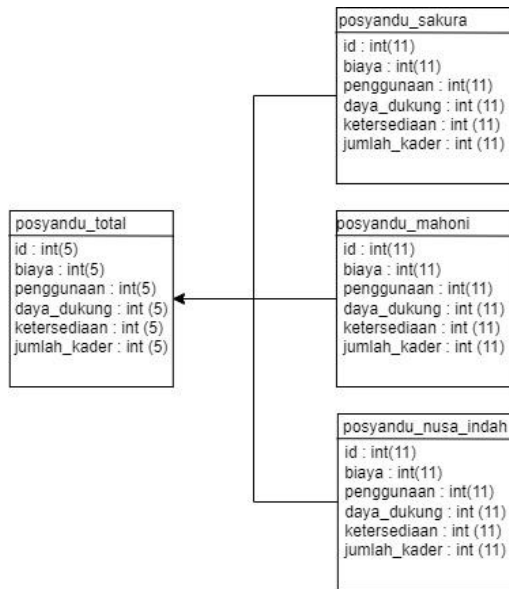 posyandu_sakura
id : int(11)
biaya : int(11)
penggunaan : int(11)
daya_dukung : int (11)
ketersediaan : int (11)
jumlah_kader : int (11)
posyandu_total
id : int(5)
biaya : int(5)
penggunaan : int(5)
daya_dukung : int (5)
ketersediaan : int (5)
jumlah_kader : int (5)
posyandu_mahoni
id : int(11)
biaya : int(11)
penggunaan : int(11)
daya_dukung : int (11)
ketersediaan : int (11)
jumlah_kader : int (11)
posyandu_nusa_indah
id : int(11)
biaya : int(11)
penggunaan : int(11)
daya_dukung : int (11)
ketersediaan : int (11)
jumlah_kader : int (11)